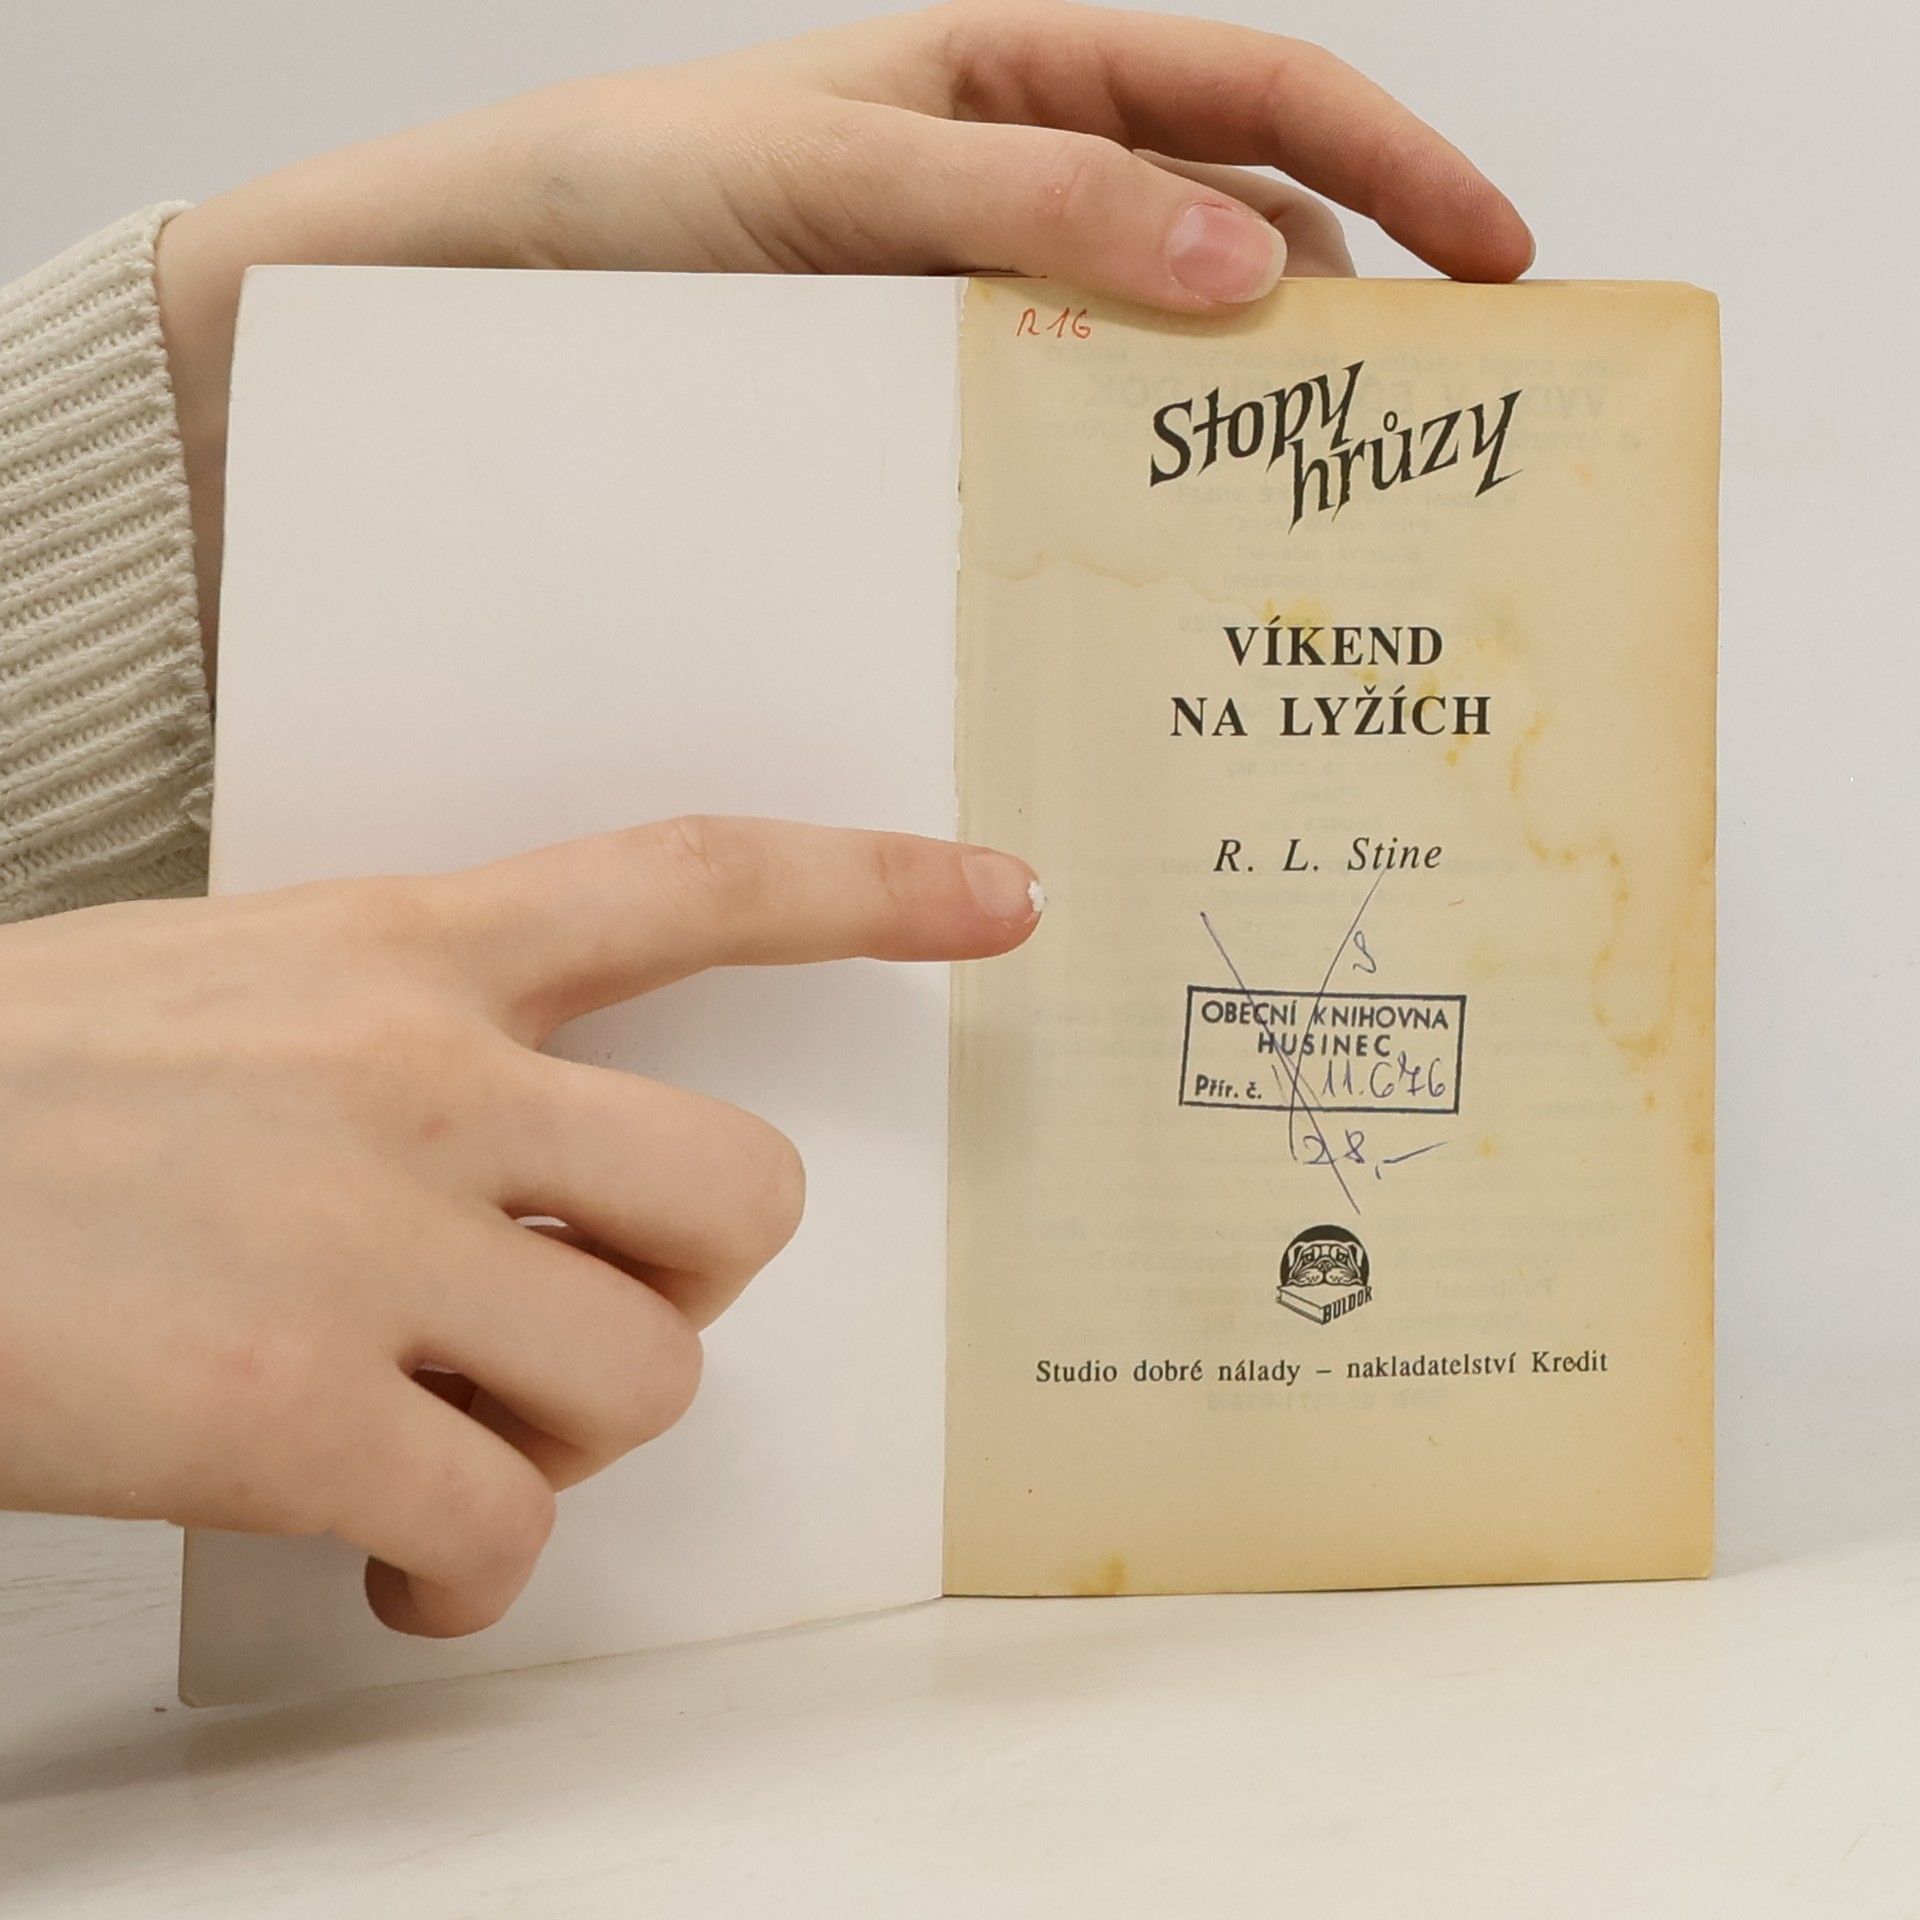 R 16
Stopy
hrůzy
VÍKEND
NA LYŽÍCH
R. L. Stine
OBECNÍ KNIHOVNA
HUSINEC
Přír. č. 11.676
28,–
BULDOK
Studio dobré nálady – nakladatelství Kredit